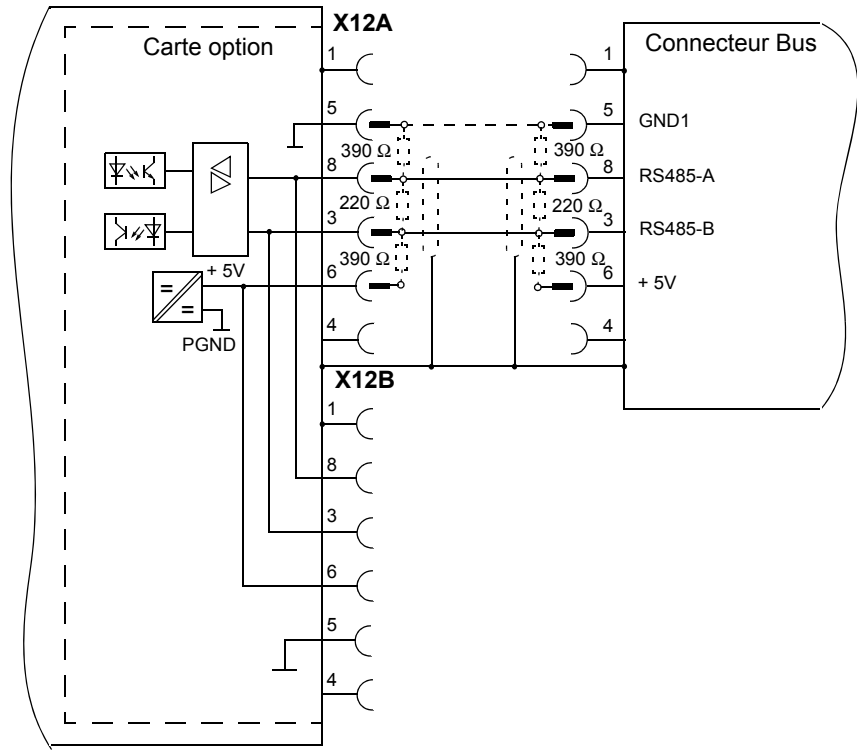 X12A
Carte option
Connecteur Bus
1
1
5
5
GND1
390 Ω
390 Ω
8
8
RS485-A
220 Ω
220 Ω
3
3
RS485-B
390 Ω
390 Ω
+ 5V
6
6
+ 5V
=
=
PGND
4
4
X12B
1
8
3
6
5
4